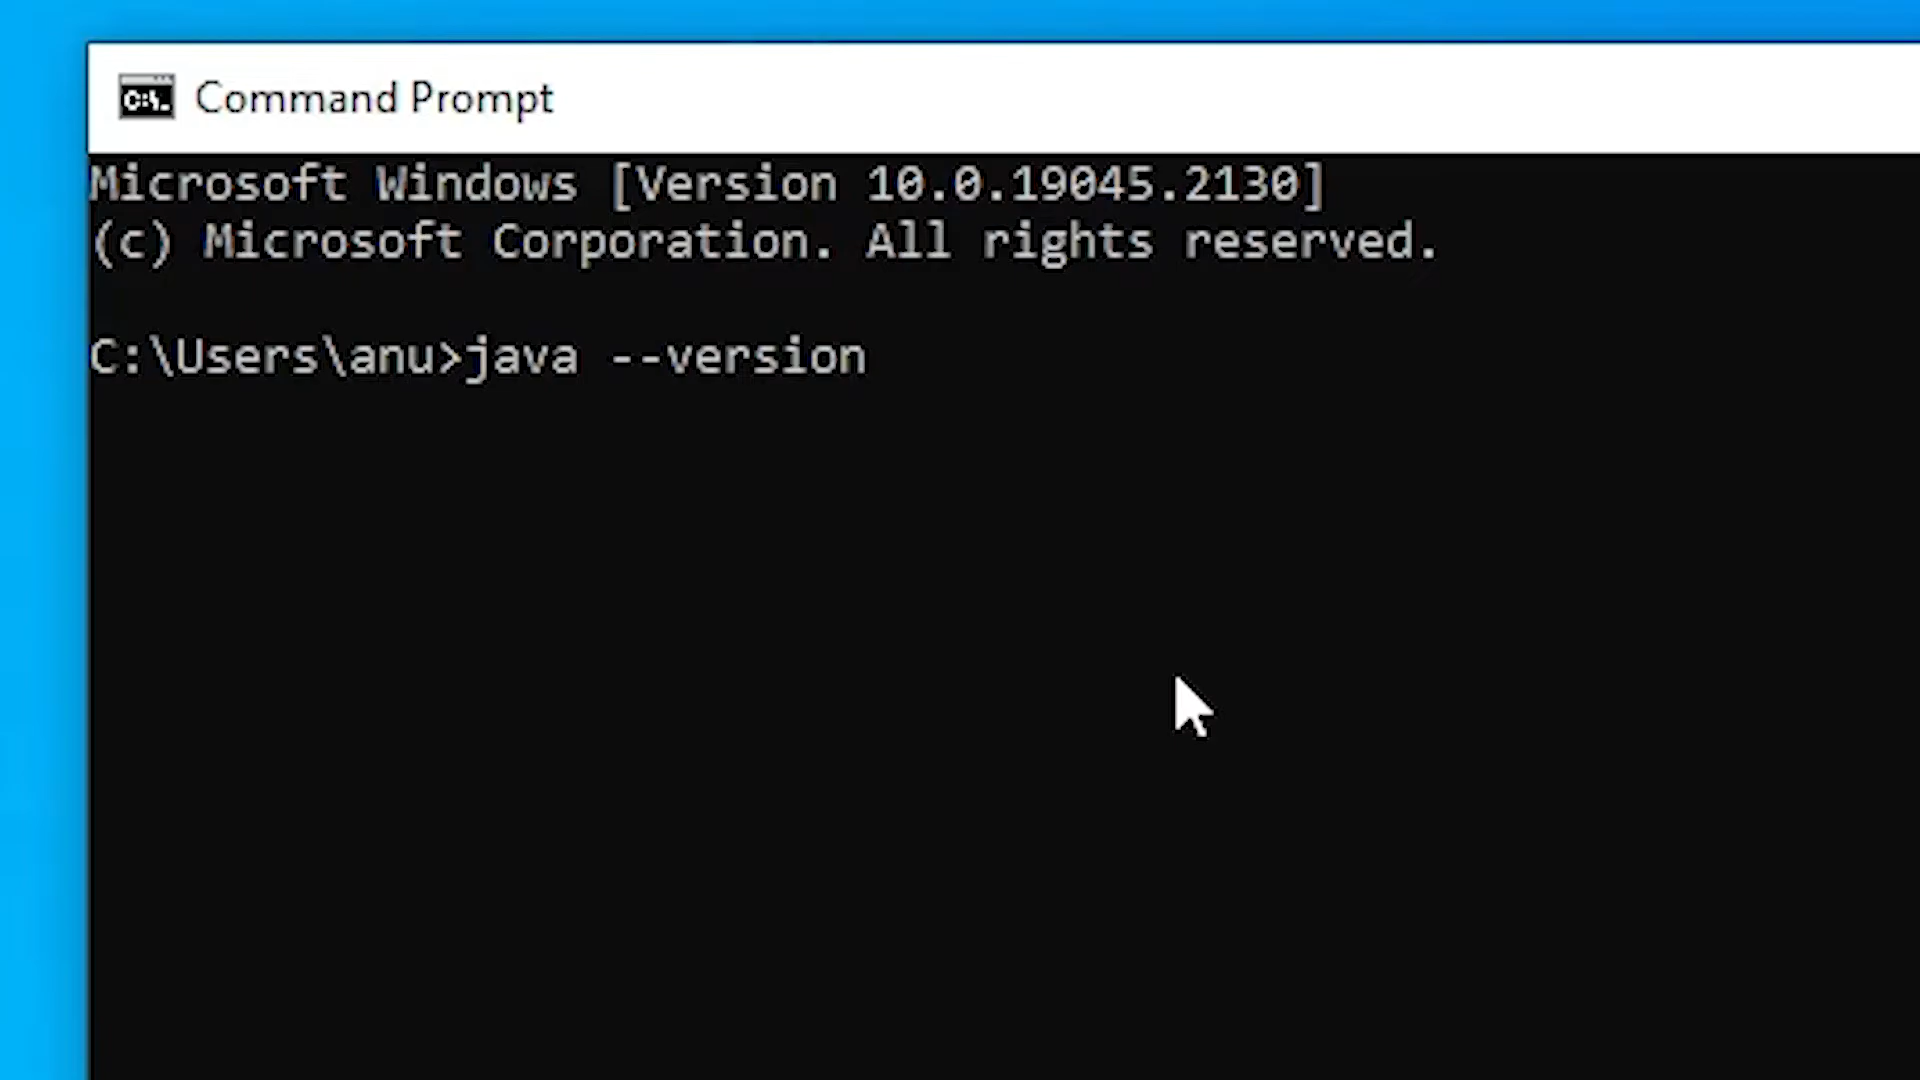 C:\.
Command Prompt
Microsoft Windows [Version 10.0.19045.2130]
(c) Microsoft Corporation. All rights reserved.
C:\Users\anu>java --version